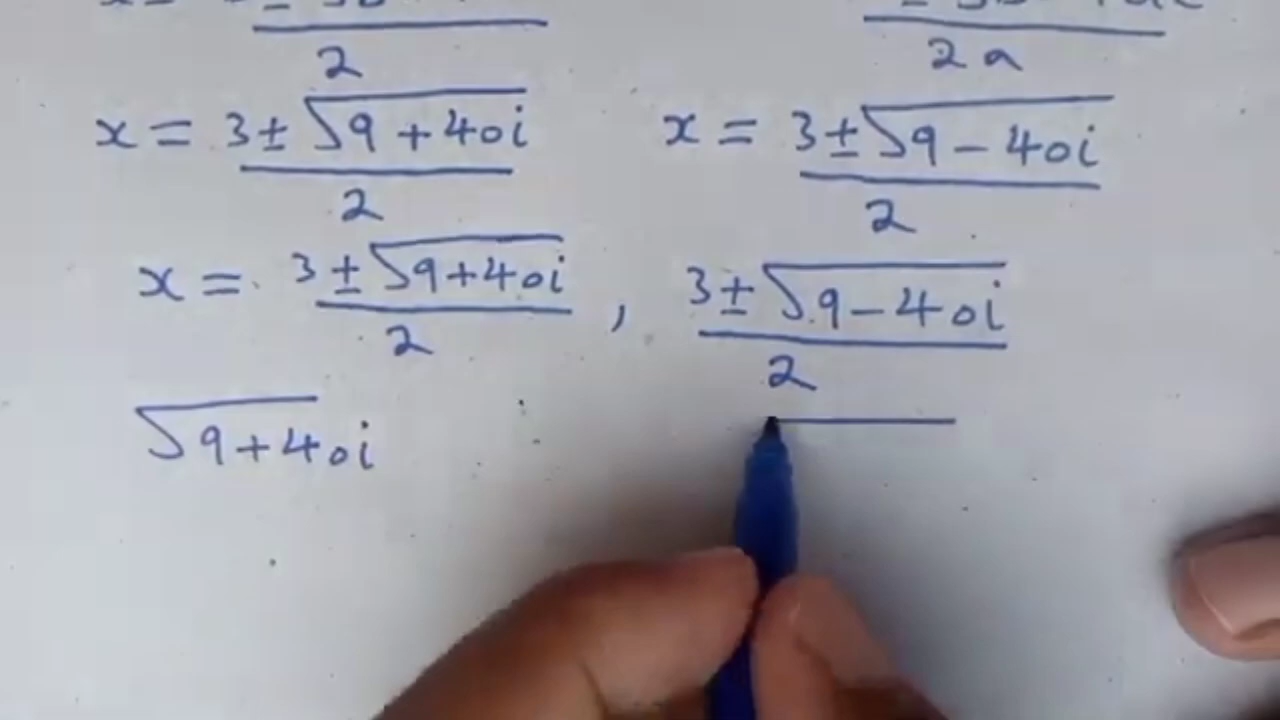 2 2a
x = 3±√9+40i x = 3±√9-40i
2 2
x = 3±√9+40i , 3±√9-40i
2 2
√9+40i